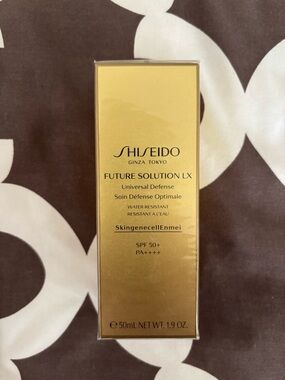 SHISEIDO
GINZA TOKYO
FUTURE SOLUTION LX
Universal Defense
Soin Défense Optimale
WATER-RESISTANT
RÉSISTANT À L'EAU
SkingenecellEnmei
SPF 50+
PA++++
℮ 50mL NET WT. 1.9 OZ.